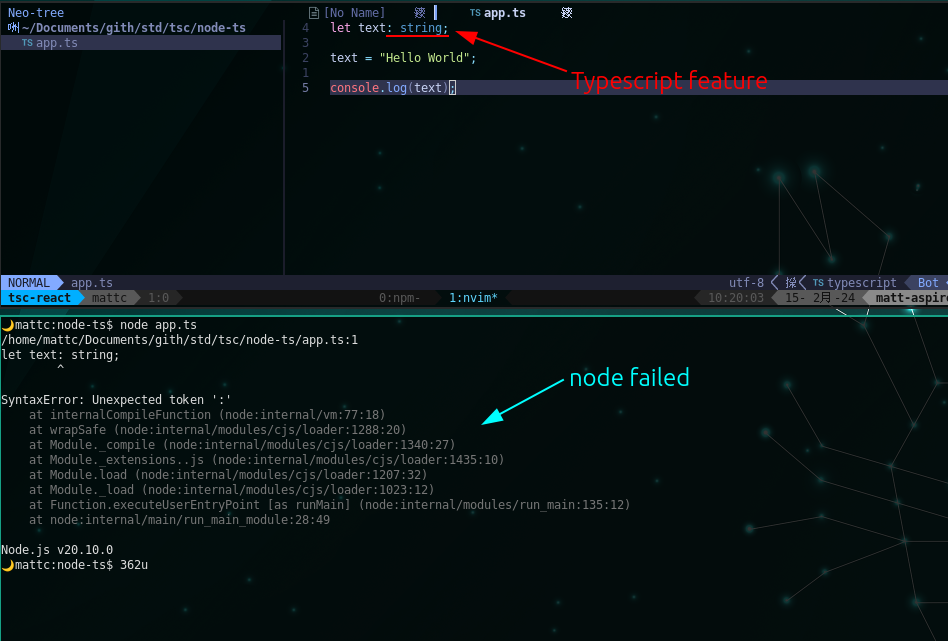 Neo-tree
~/Documents/gith/std/tsc/node-ts
TS app.ts
[No Name]
TS app.ts
4 let text: string;
3
2 text = "Hello World";
1
5 console.log(text);
Typescript feature
NORMAL app.ts utf-8 TS typescript Bot
tsc-react mattc 1:0 0:npm- 1:nvim* 10:20:03 15- 2月 -24 matt-aspire
mattc:node-ts$ node app.ts
/home/mattc/Documents/gith/std/tsc/node-ts/app.ts:1
let text: string;
^
node failed
SyntaxError: Unexpected token ':'
at internalCompileFunction (node:internal/vm:77:18)
at wrapSafe (node:internal/modules/cjs/loader:1288:20)
at Module._compile (node:internal/modules/cjs/loader:1340:27)
at Module._extensions..js (node:internal/modules/cjs/loader:1435:10)
at Module.load (node:internal/modules/cjs/loader:1207:32)
at Module._load (node:internal/modules/cjs/loader:1023:12)
at Function.executeUserEntryPoint [as runMain] (node:internal/modules/run_main:135:12)
at node:internal/main/run_main_module:28:49
Node.js v20.10.0
mattc:node-ts$ 362u